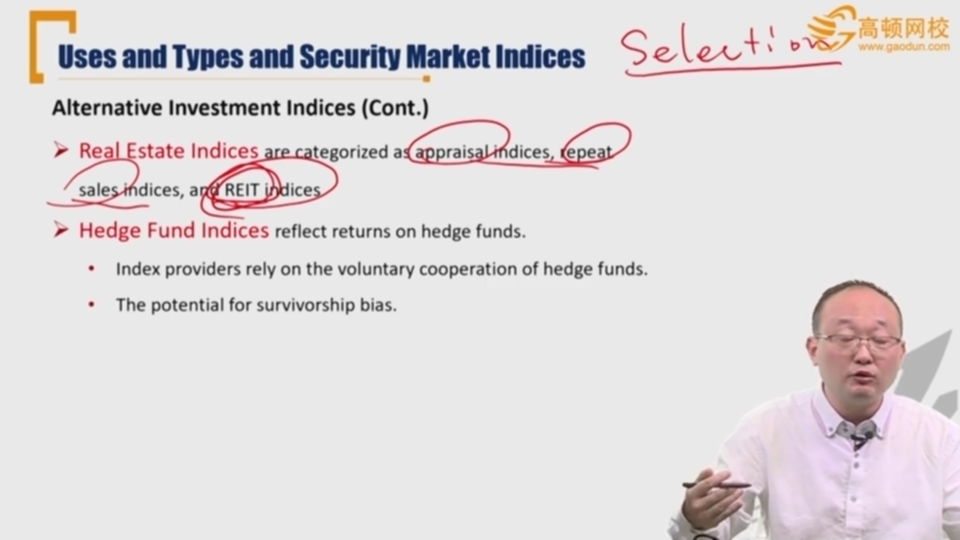 Uses and Types and Security Market Indices
Selection
高顿网校
www.gaodun.com
Alternative Investment Indices (Cont.)
Real Estate Indices are categorized as appraisal indices, repeat
sales indices, and REIT indices
Hedge Fund Indices reflect returns on hedge funds.
• Index providers rely on the voluntary cooperation of hedge funds.
• The potential for survivorship bias.